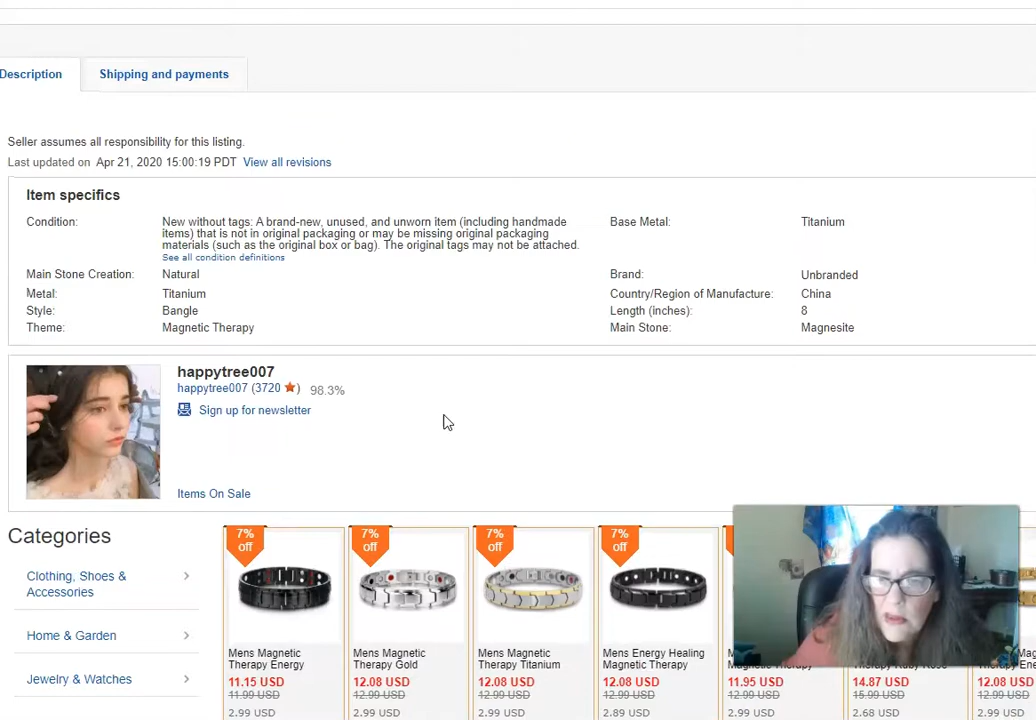 Description
Shipping and payments
Seller assumes all responsibility for this listing.
Last updated on Apr 21, 2020 15:00:19 PDT View all revisions
Item specifics
Condition:
New without tags: A brand-new, unused, and unworn item (including handmade
items) that is not in original packaging or may be missing original packaging
materials (such as the original box or bag). The original tags may not be attached.
See all condition definitions
Base Metal: Titanium
Main Stone Creation: Natural
Brand: Unbranded
Metal: Titanium
Country/Region of Manufacture: China
Style: Bangle
Length (inches): 8
Theme: Magnetic Therapy
Main Stone: Magnesite
happytree007
happytree007 (3720 ) 98.3%
Sign up for newsletter
Items On Sale
Categories
Clothing, Shoes &
Accessories
Home & Garden
Jewelry & Watches
7%
off
Mens Magnetic
Therapy Energy
11.15 USD
11.99 USD
2.99 USD
7%
off
Mens Magnetic
Therapy Gold
12.08 USD
12.99 USD
2.99 USD
7%
off
Mens Magnetic
Therapy Titanium
12.08 USD
12.99 USD
2.99 USD
7%
off
Mens Energy Healing
Magnetic Therapy
12.08 USD
12.99 USD
2.89 USD
11.95 USD
12.99 USD
2.99 USD
14.87 USD
15.99 USD
2.68 USD
12.08 USD
12.99 USD
2.99 USD